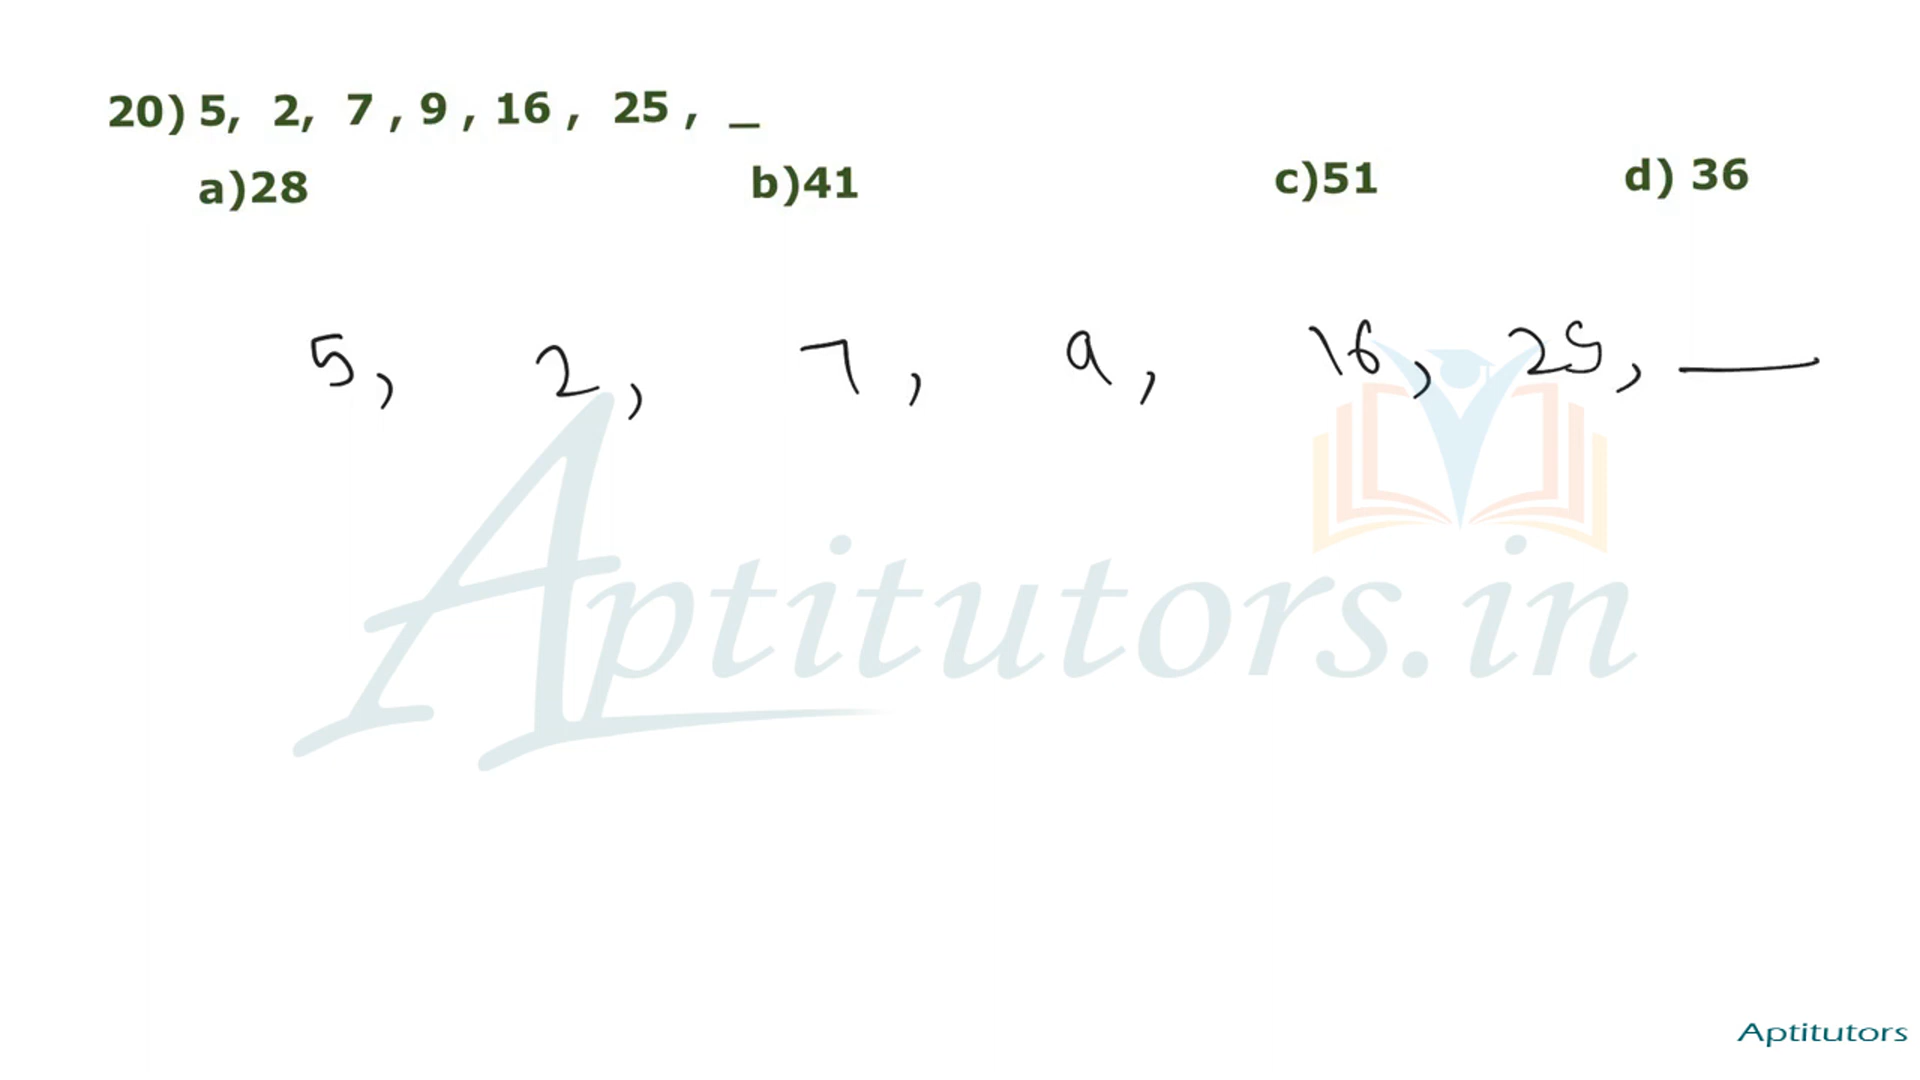 20) 5, 2, 7 , 9 , 16 , 25 , _
a)28 b)41 c)51 d) 36
5, 2, 7, 9, 16, 25, __
Aptitutors.in
Aptitutors